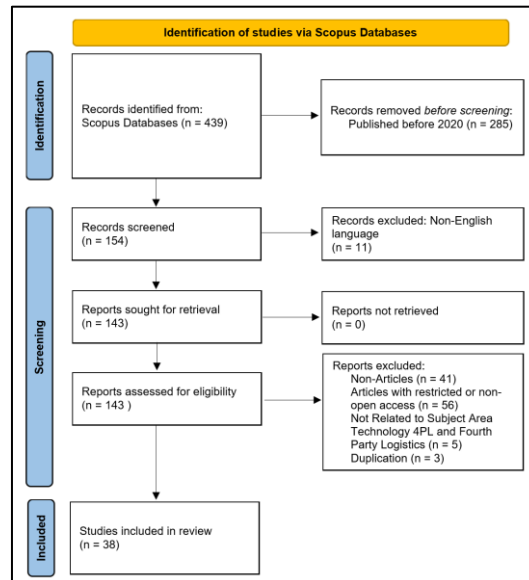 Identification of studies via Scopus Databases
Identification
Records identified from:
Scopus Databases (n = 439)
Records removed before screening:
Published before 2020 (n = 285)
Screening
Records screened
(n = 154)
Records excluded: Non-English
language
(n = 11)
Reports sought for retrieval
(n = 143)
Reports not retrieved
(n = 0)
Reports assessed for eligibility
(n = 143 )
Reports excluded:
Non-Articles (n = 41)
Articles with restricted or non-
open access (n = 56)
Not Related to Subject Area
Technology 4PL and Fourth
Party Logistics (n = 5)
Duplication (n = 3)
Included
Studies included in review
(n = 38)